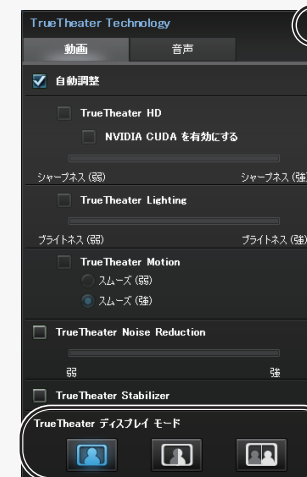 TrueTheater Technology
動画 音声
自動調整
TrueTheater HD
NVIDIA CUDA を有効にする
シャープネス (弱) シャープネス (強)
TrueTheater Lighting
ブライトネス (弱) ブライトネス (強)
TrueTheater Motion
スムーズ (弱)
スムーズ (強)
TrueTheater Noise Reduction
弱 強
TrueTheater Stabilizer
TrueTheater ディスプレイ モード